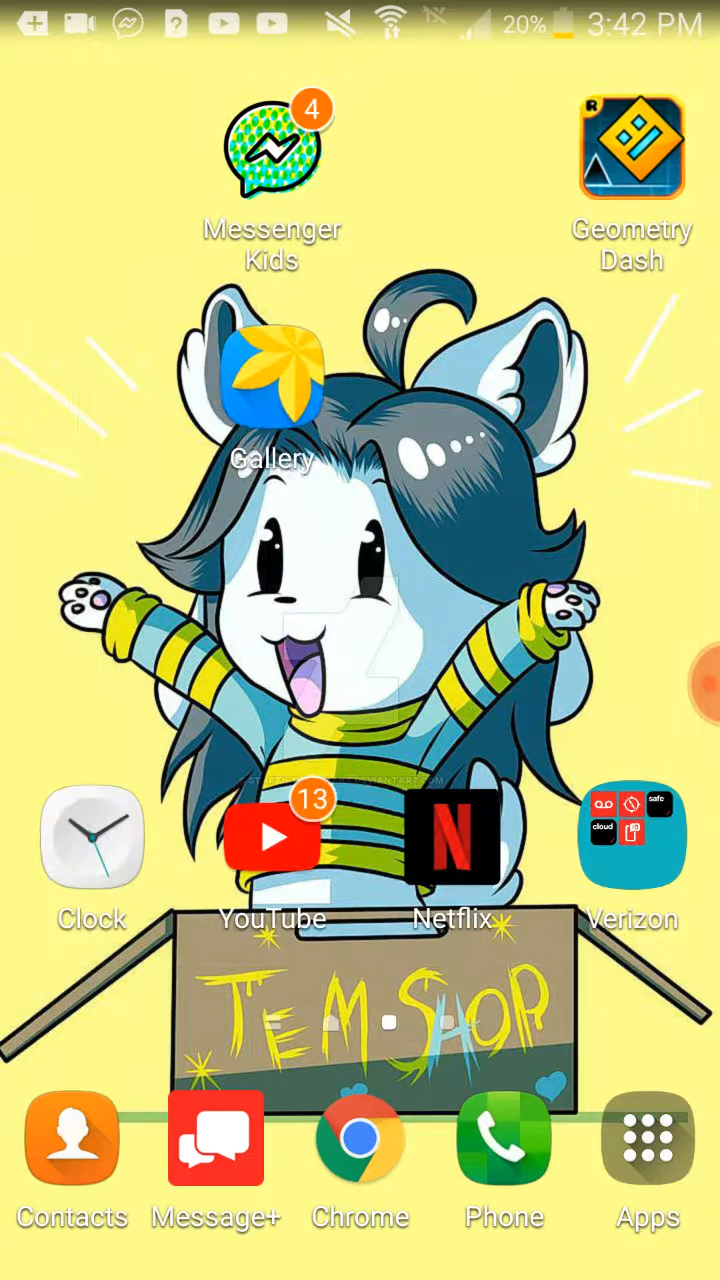 20% 3:42 PM
4
Messenger
Kids
Geometry
Dash
Gallery
13
safe
cloud
Clock
YouTube
Netflix
Verizon
TEM SHOP
Contacts
Message+
Chrome
Phone
Apps